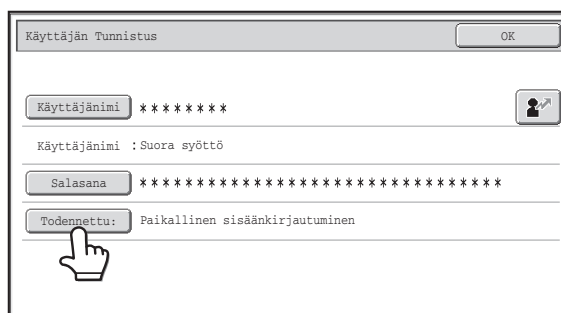 Käyttäjän Tunnistus OK
Käyttäjänimi ********
Käyttäjänimi : Suora syöttö
Salasana ********************************
Todennettu: Paikallinen sisäänkirjautuminen